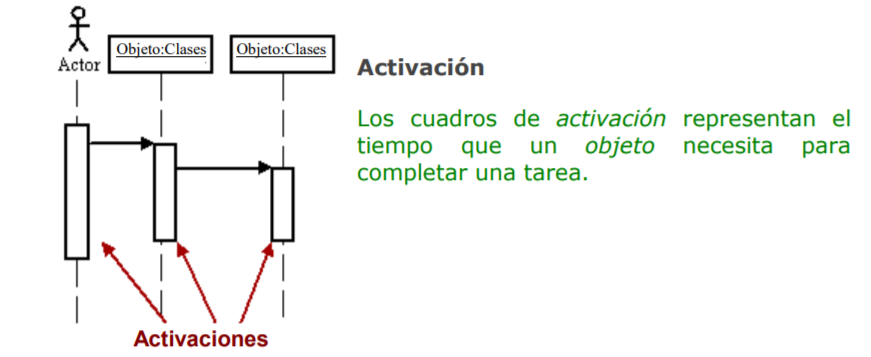 Actor
Objeto:Clases
Objeto:Clases
Activación
Los cuadros de activación representan el
tiempo que un objeto necesita para
completar una tarea.
Activaciones